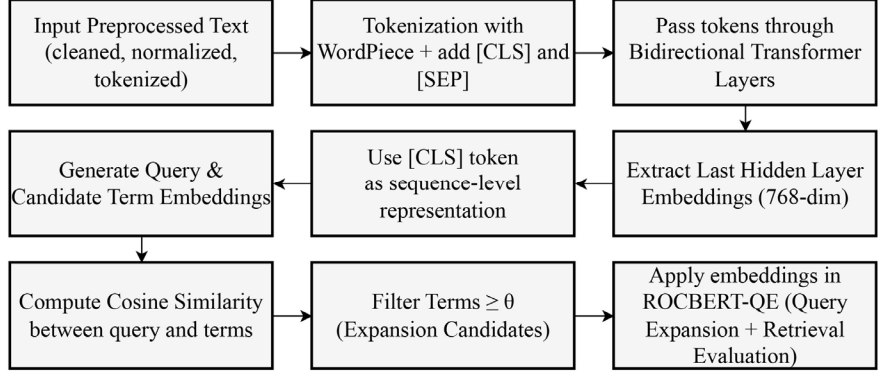 Input Preprocessed Text
(cleaned, normalized,
tokenized)
Tokenization with
WordPiece + add [CLS] and
[SEP]
Pass tokens through
Bidirectional Transformer
Layers
Extract Last Hidden Layer
Embeddings (768-dim)
Use [CLS] token
as sequence-level
representation
Generate Query &
Candidate Term Embeddings
Compute Cosine Similarity
between query and terms
Filter Terms ≥ θ
(Expansion Candidates)
Apply embeddings in
ROCBERT-QE (Query
Expansion + Retrieval
Evaluation)